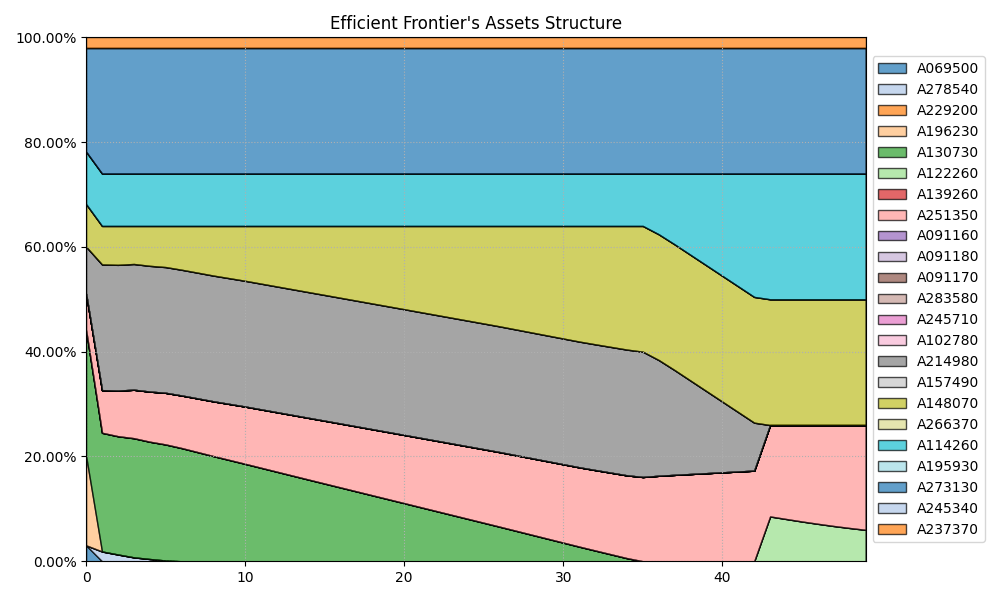 Efficient Frontier's Assets Structure
100.00%
80.00%
60.00%
40.00%
20.00%
0.00%
0
10
20
30
40
A069500
A278540
A229200
A196230
A130730
A122260
A139260
A251350
A091160
A091180
A091170
A283580
A245710
A102780
A214980
A157490
A148070
A266370
A114260
A195930
A273130
A245340
A237370